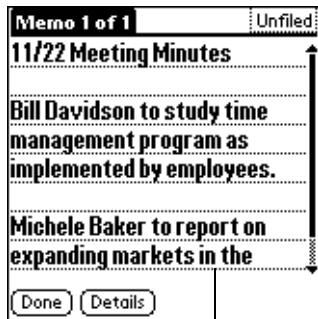 Memo 1 of 1 Unfiled
11/22 Meeting Minutes
Bill Davidson to study time
management program as
implemented by employees.
Michele Baker to report on
expanding markets in the
Done Details